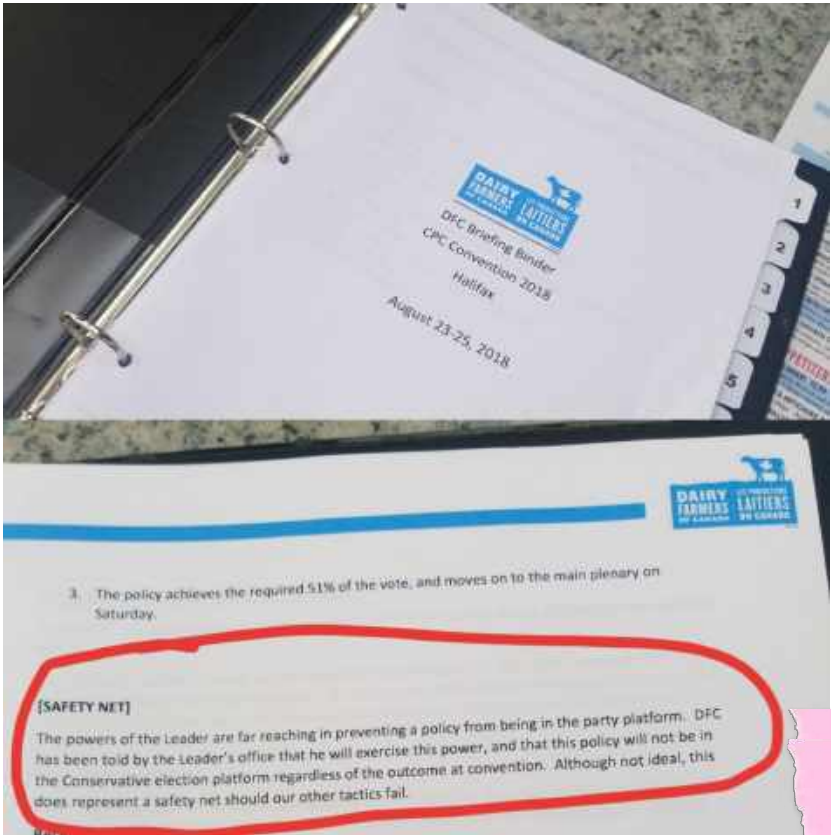 DAIRY
FARMERS
OF CANADA
LES PRODUCTEURS
LAITIERS
DU CANADA
DFC Briefing Binder
CPC Convention 2018
Halifax
August 23-25, 2018
1
2
3
4
5
DAIRY
FARMERS
OF CANADA
LES PRODUCTEURS
LAITIERS
DU CANADA
3. The policy achieves the required 51% of the vote, and moves on to the main plenary on
Saturday.
[SAFETY NET]
The powers of the Leader are far reaching in preventing a policy from being in the party platform. DFC
has been told by the Leader's office that he will exercise this power, and that this policy will not be in
the Conservative election platform regardless of the outcome at convention. Although not ideal, this
does represent a safety net should our other tactics fail.